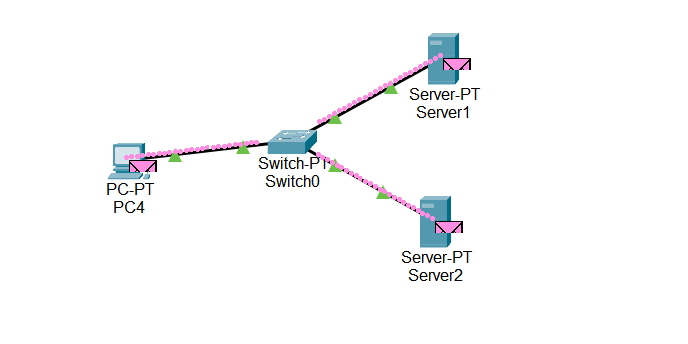 Server-PT
Server1
Switch-PT
Switch0
PC-PT
PC4
Server-PT
Server2